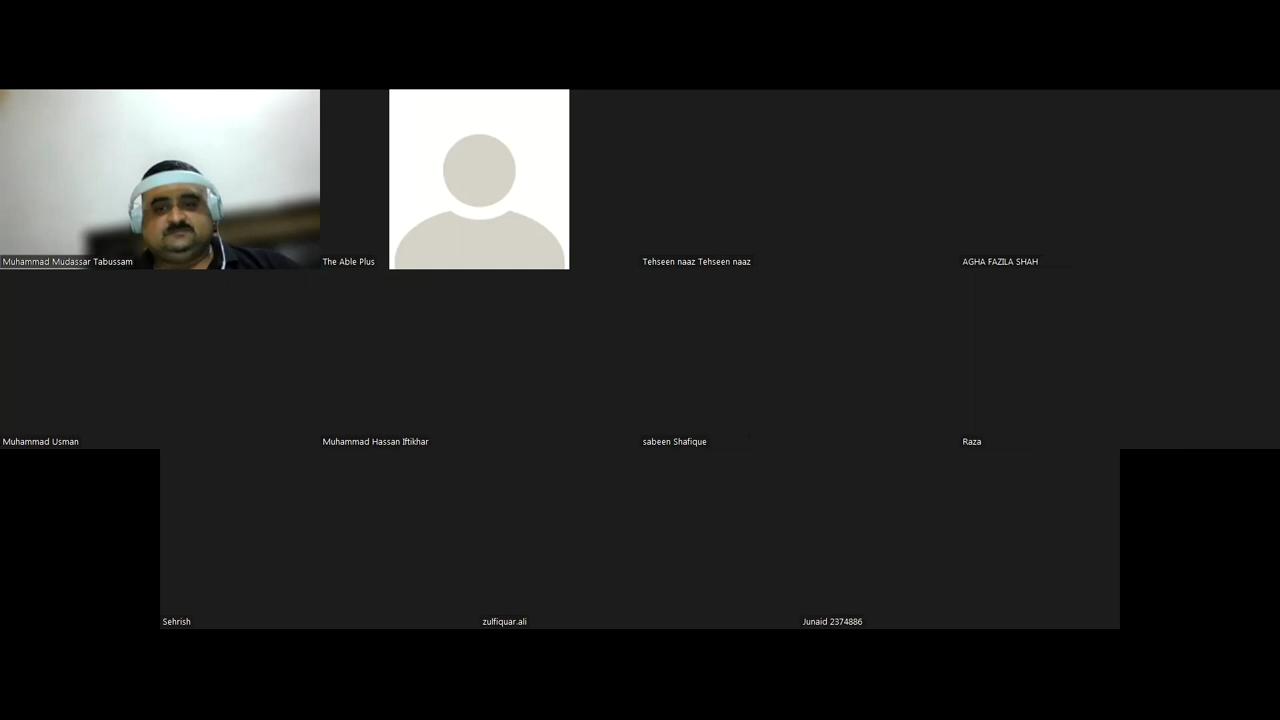 Muhammad Mudassar Tabussam
The Able Plus
Tehseen naaz Tehseen naaz
AGHA FAZILA SHAH
Muhammad Usman
Muhammad Hassan Iftikhar
sabeen Shafique
Raza
Sehrish
zulfiquar.ali
Junaid 2374886